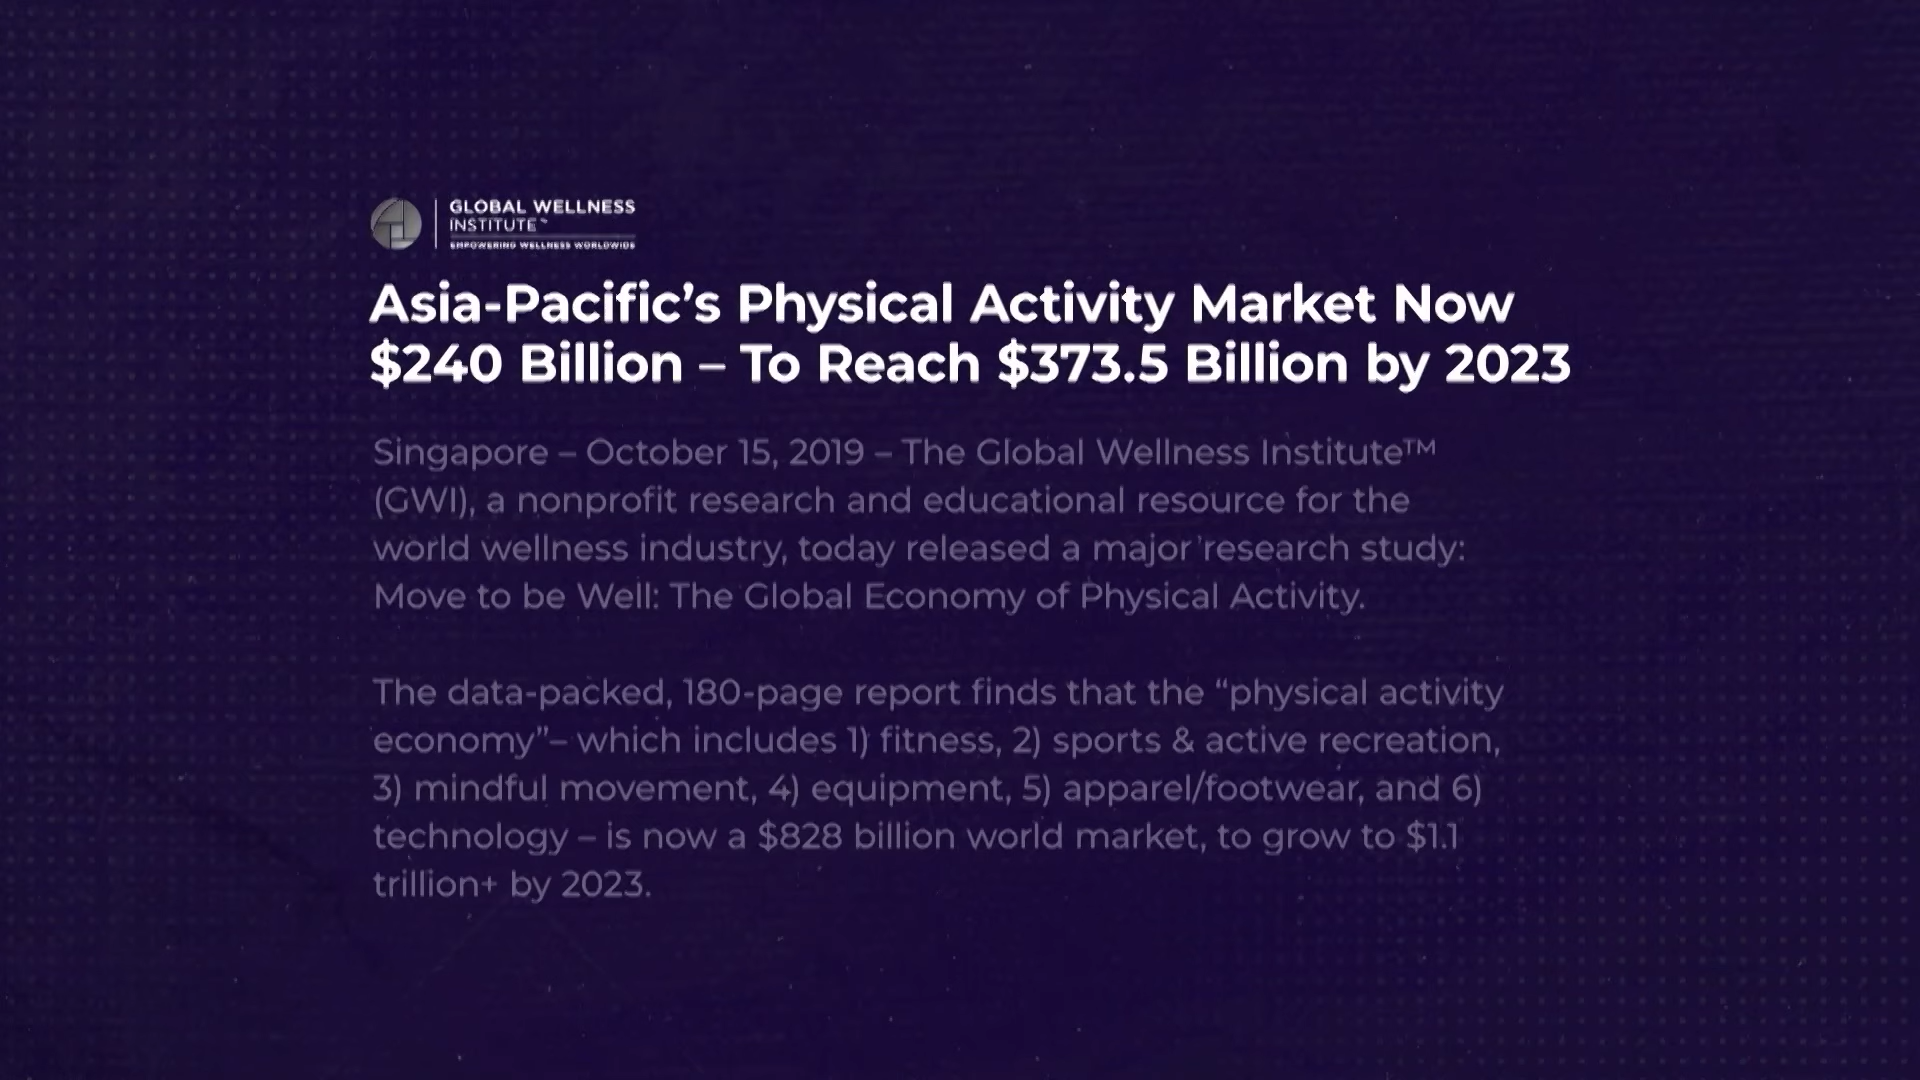 GLOBAL WELLNESS
INSTITUTE™
EMPOWERING WELLNESS WORLDWIDE
Asia-Pacific’s Physical Activity Market Now
$240 Billion – To Reach $373.5 Billion by 2023
Singapore – October 15, 2019 – The Global Wellness Institute™
(GWI), a nonprofit research and educational resource for the
world wellness industry, today released a major research study:
Move to be Well: The Global Economy of Physical Activity.
The data-packed, 180-page report finds that the “physical activity
economy”– which includes 1) fitness, 2) sports & active recreation,
3) mindful movement, 4) equipment, 5) apparel/footwear, and 6)
technology – is now a $828 billion world market, to grow to $1.1
trillion+ by 2023.